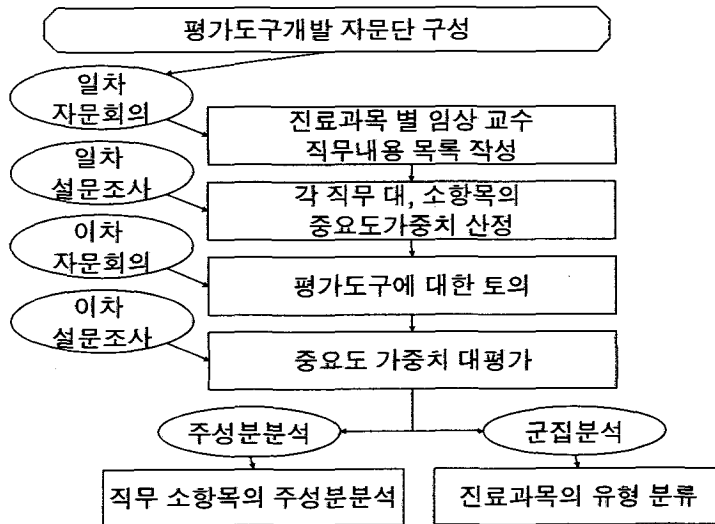 평가도구개발 자문단 구성
일차
자문회의
진료과목 별 임상 교수
직무내용 목록 작성
일차
설문조사
각 직무 대, 소항목의
중요도가중치 산정
이차
자문회의
평가도구에 대한 토의
이차
설문조사
중요도 가중치 대평가
주성분분석
군집분석
직무 소항목의 주성분분석
진료과목의 유형 분류